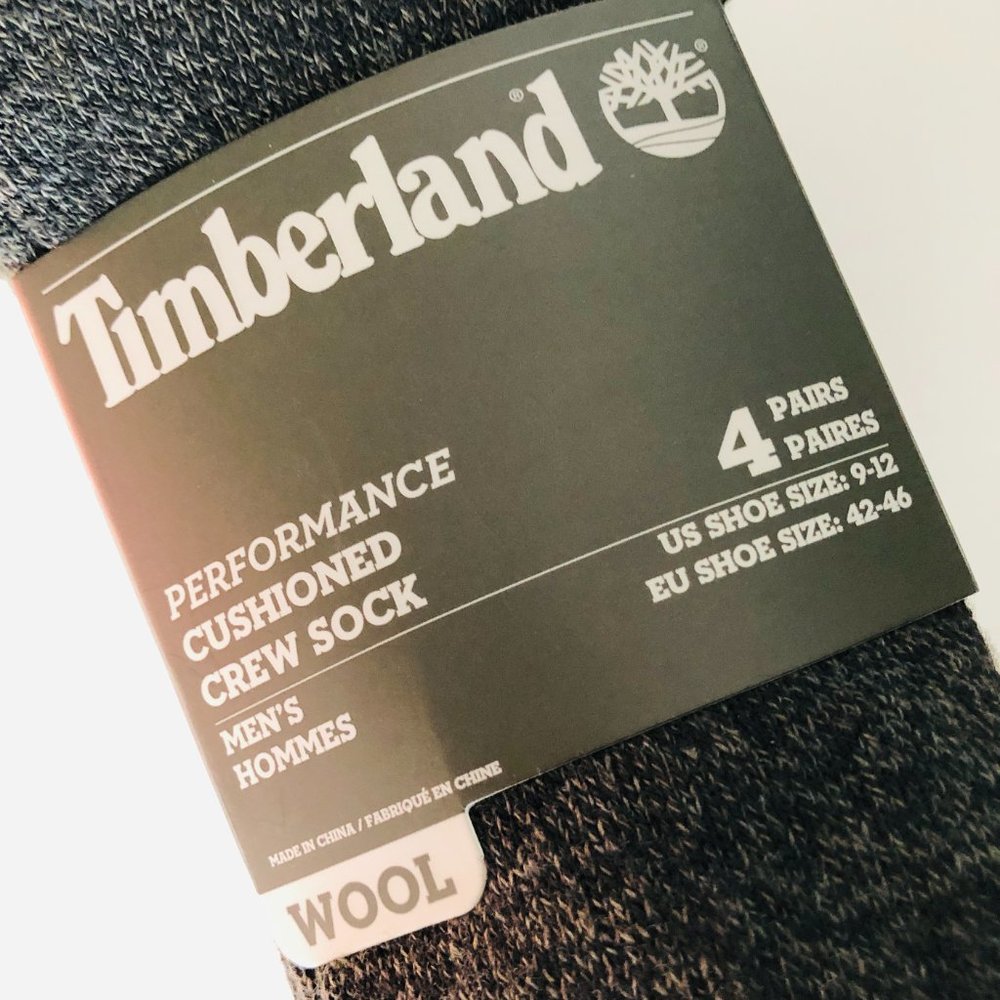 Timberland®
®
4 PAIRS
PAIRES
US SHOE SIZE: 9-12
EU SHOE SIZE: 42-46
PERFORMANCE
CUSHIONED
CREW SOCK
MEN'S
HOMMES
MADE IN CHINA / FABRIQUÉ EN CHINE
WOOL